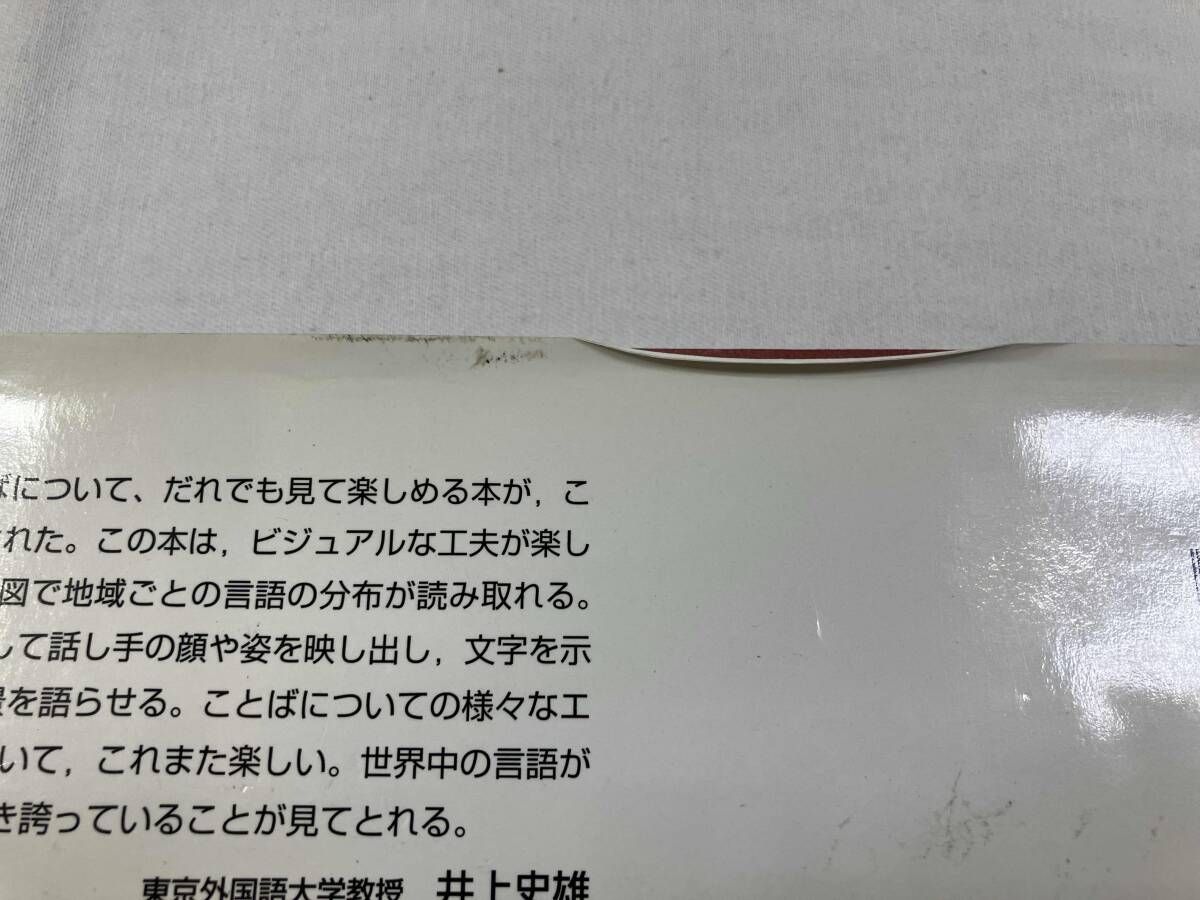 ばについて、だれでも見て楽しめる本が，こ
れた。この本は，ビジュアルな工夫が楽し
図で地域ごとの言語の分布が読み取れる。
して話し手の顔や姿を映し出し，文字を示
景を語らせる。ことばについての様々な工
いて，これまた楽しい。世界中の言語が
き誇っていることが見てとれる。
東京外国語大学教授 井上史雄